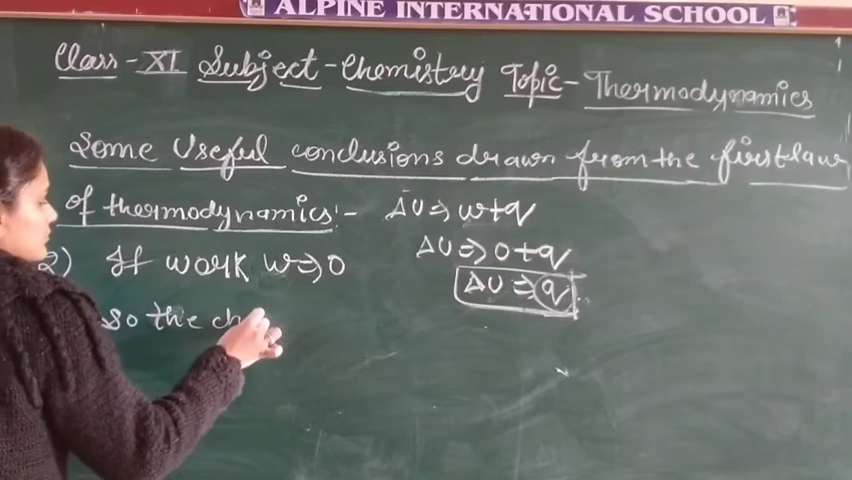 ALPINE INTERNATIONAL SCHOOL
Class - XI Subject - Chemistry Topic - Thermodynamics
Some Useful conclusions drawn from the first law
of thermodynamics:- ΔU ⇒ w+q
2) If work W ⇒ 0 ΔU ⇒ 0+q
ΔU ⇒ q
so the ch